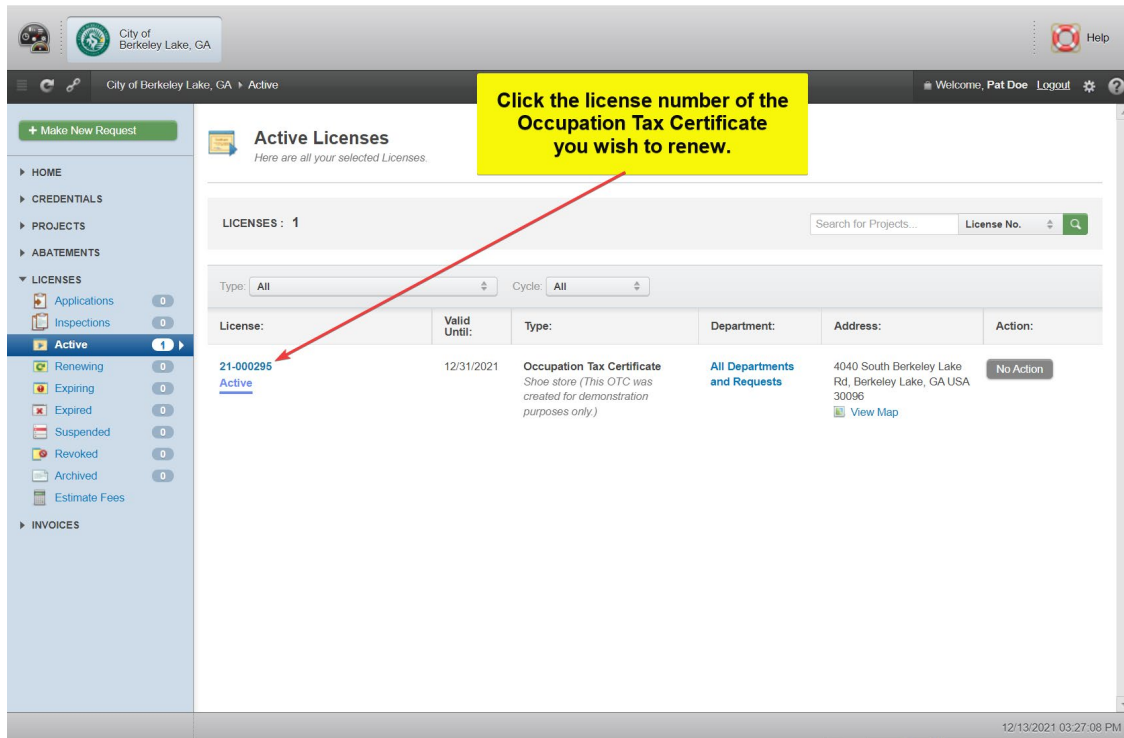 City of
Berkeley Lake, GA
Help
City of Berkeley Lake, GA ▸ Active
Welcome, Pat Doe Logout
Click the license number of the
Occupation Tax Certificate
you wish to renew.
+ Make New Request
HOME
CREDENTIALS
PROJECTS
ABATEMENTS
LICENSES
Applications 0
Inspections 0
Active 1
Renewing 0
Expiring 0
Expired 0
Suspended 0
Revoked 0
Archived 0
Estimate Fees
INVOICES
Active Licenses
Here are all your selected Licenses.
LICENSES : 1
Search for Projects... License No.
Type: All Cycle: All
License: Valid Until: Type: Department: Address: Action:
21-000295
Active
12/31/2021
Occupation Tax Certificate
Shoe store (This OTC was
created for demonstration
purposes only.)
All Departments
and Requests
4040 South Berkeley Lake
Rd, Berkeley Lake, GA USA
30096
View Map
No Action
12/13/2021 03:27:08 PM